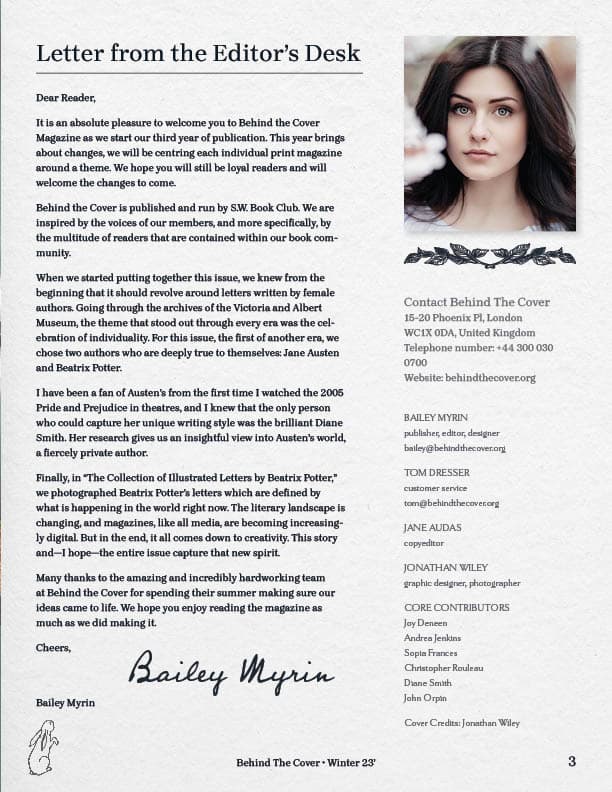 Letter from the Editor's Desk
Dear Reader,
It is an absolute pleasure to welcome you to Behind the Cover
Magazine as we start our third year of publication. This year brings
about changes, we will be centring each individual print magazine
around a theme. We hope you will still be loyal readers and will
welcome the changes to come.
Behind the Cover is published and run by S.W. Book Club. We are
inspired by the voices of our members, and more specifically, by
the multitude of readers that are contained within our book com-
munity.
When we started putting together this issue, we knew from the
beginning that it should revolve around letters written by female
authors. Going through the archives of the Victoria and Albert
Museum, the theme that stood out through every era was the cel-
ebration of individuality. For this issue, the first of another era, we
chose two authors who are deeply true to themselves: Jane Austen
and Beatrix Potter.
I have been a fan of Austen's from the first time I watched the 2005
Pride and Prejudice in theatres, and I knew that the only person
who could capture her unique writing style was the brilliant Diane
Smith. Her research gives us an insightful view into Austen's world,
a fiercely private author.
Finally, in "The Collection of Illustrated Letters by Beatrix Potter,"
we photographed Beatrix Potter's letters which are defined by
what is happening in the world right now. The literary landscape is
changing, and magazines, like all media, are becoming increasing-
ly digital. But in the end, it all comes down to creativity. This story
and—I hope—the entire issue capture that new spirit.
Many thanks to the amazing and incredibly hardworking team
at Behind the Cover for spending their summer making sure our
ideas came to life. We hope you enjoy reading the magazine as
much as we did making it.
Cheers,
Bailey Myrin
Bailey Myrin
Contact Behind The Cover
15-20 Phoenix Pl, London
WC1X 0DA, United Kingdom
Telephone number: +44 300 030
0700
Website: behindthecover.org
BAILEY MYRIN
publisher, editor, designer
bailey@behindthecover.org
TOM DRESSER
customer service
tom@behindthecover.org
JANE AUDAS
copyeditor
JONATHAN WILEY
graphic designer, photographer
CORE CONTRIBUTORS
Joy Deneen
Andrea Jenkins
Sopia Frances
Christopher Rouleau
Diane Smith
John Orpin
Cover Credits: Jonathan Wiley
Behind The Cover • Winter 23'
3